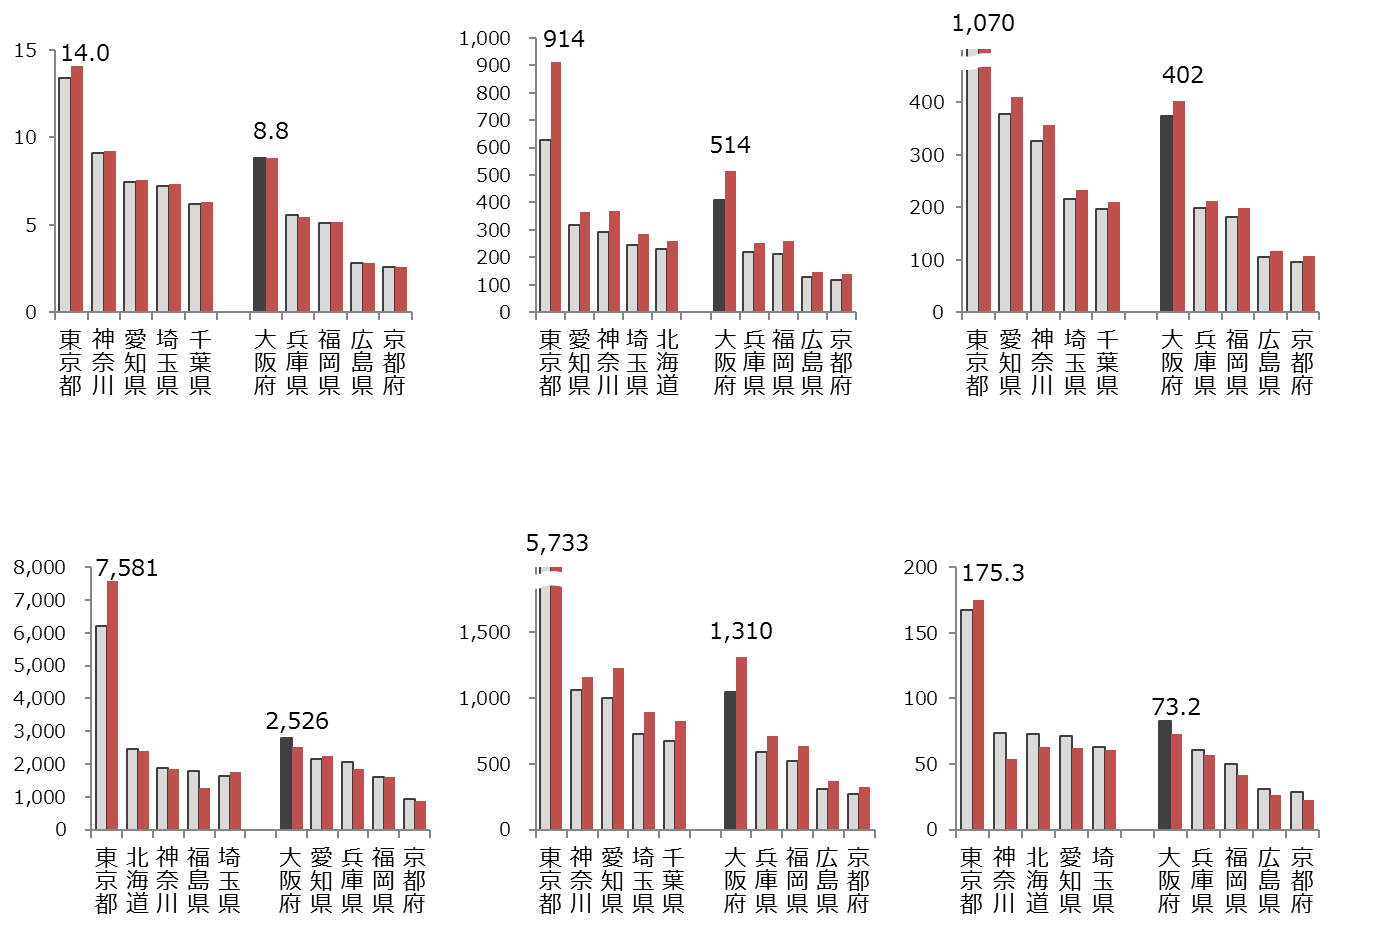 14.0
8.8
15
10
5
0
東京都
神奈川
愛知県
埼玉県
千葉県
大阪府
兵庫県
福岡県
広島県
京都府
914
514
1,000
900
800
700
600
500
400
300
200
100
0
東京都
愛知県
神奈川
埼玉県
北海道
大阪府
兵庫県
福岡県
広島県
京都府
1,070
402
400
300
200
100
0
東京都
愛知県
神奈川
埼玉県
千葉県
大阪府
兵庫県
福岡県
広島県
京都府
7,581
2,526
8,000
7,000
6,000
5,000
4,000
3,000
2,000
1,000
0
東京都
北海道
神奈川
福島県
埼玉県
大阪府
愛知県
兵庫県
福岡県
京都府
5,733
1,310
1,500
1,000
500
0
東京都
神奈川
愛知県
埼玉県
千葉県
大阪府
兵庫県
福岡県
広島県
京都府
175.3
73.2
200
150
100
50
0
東京都
神奈川
北海道
愛知県
埼玉県
大阪府
兵庫県
福岡県
広島県
京都府